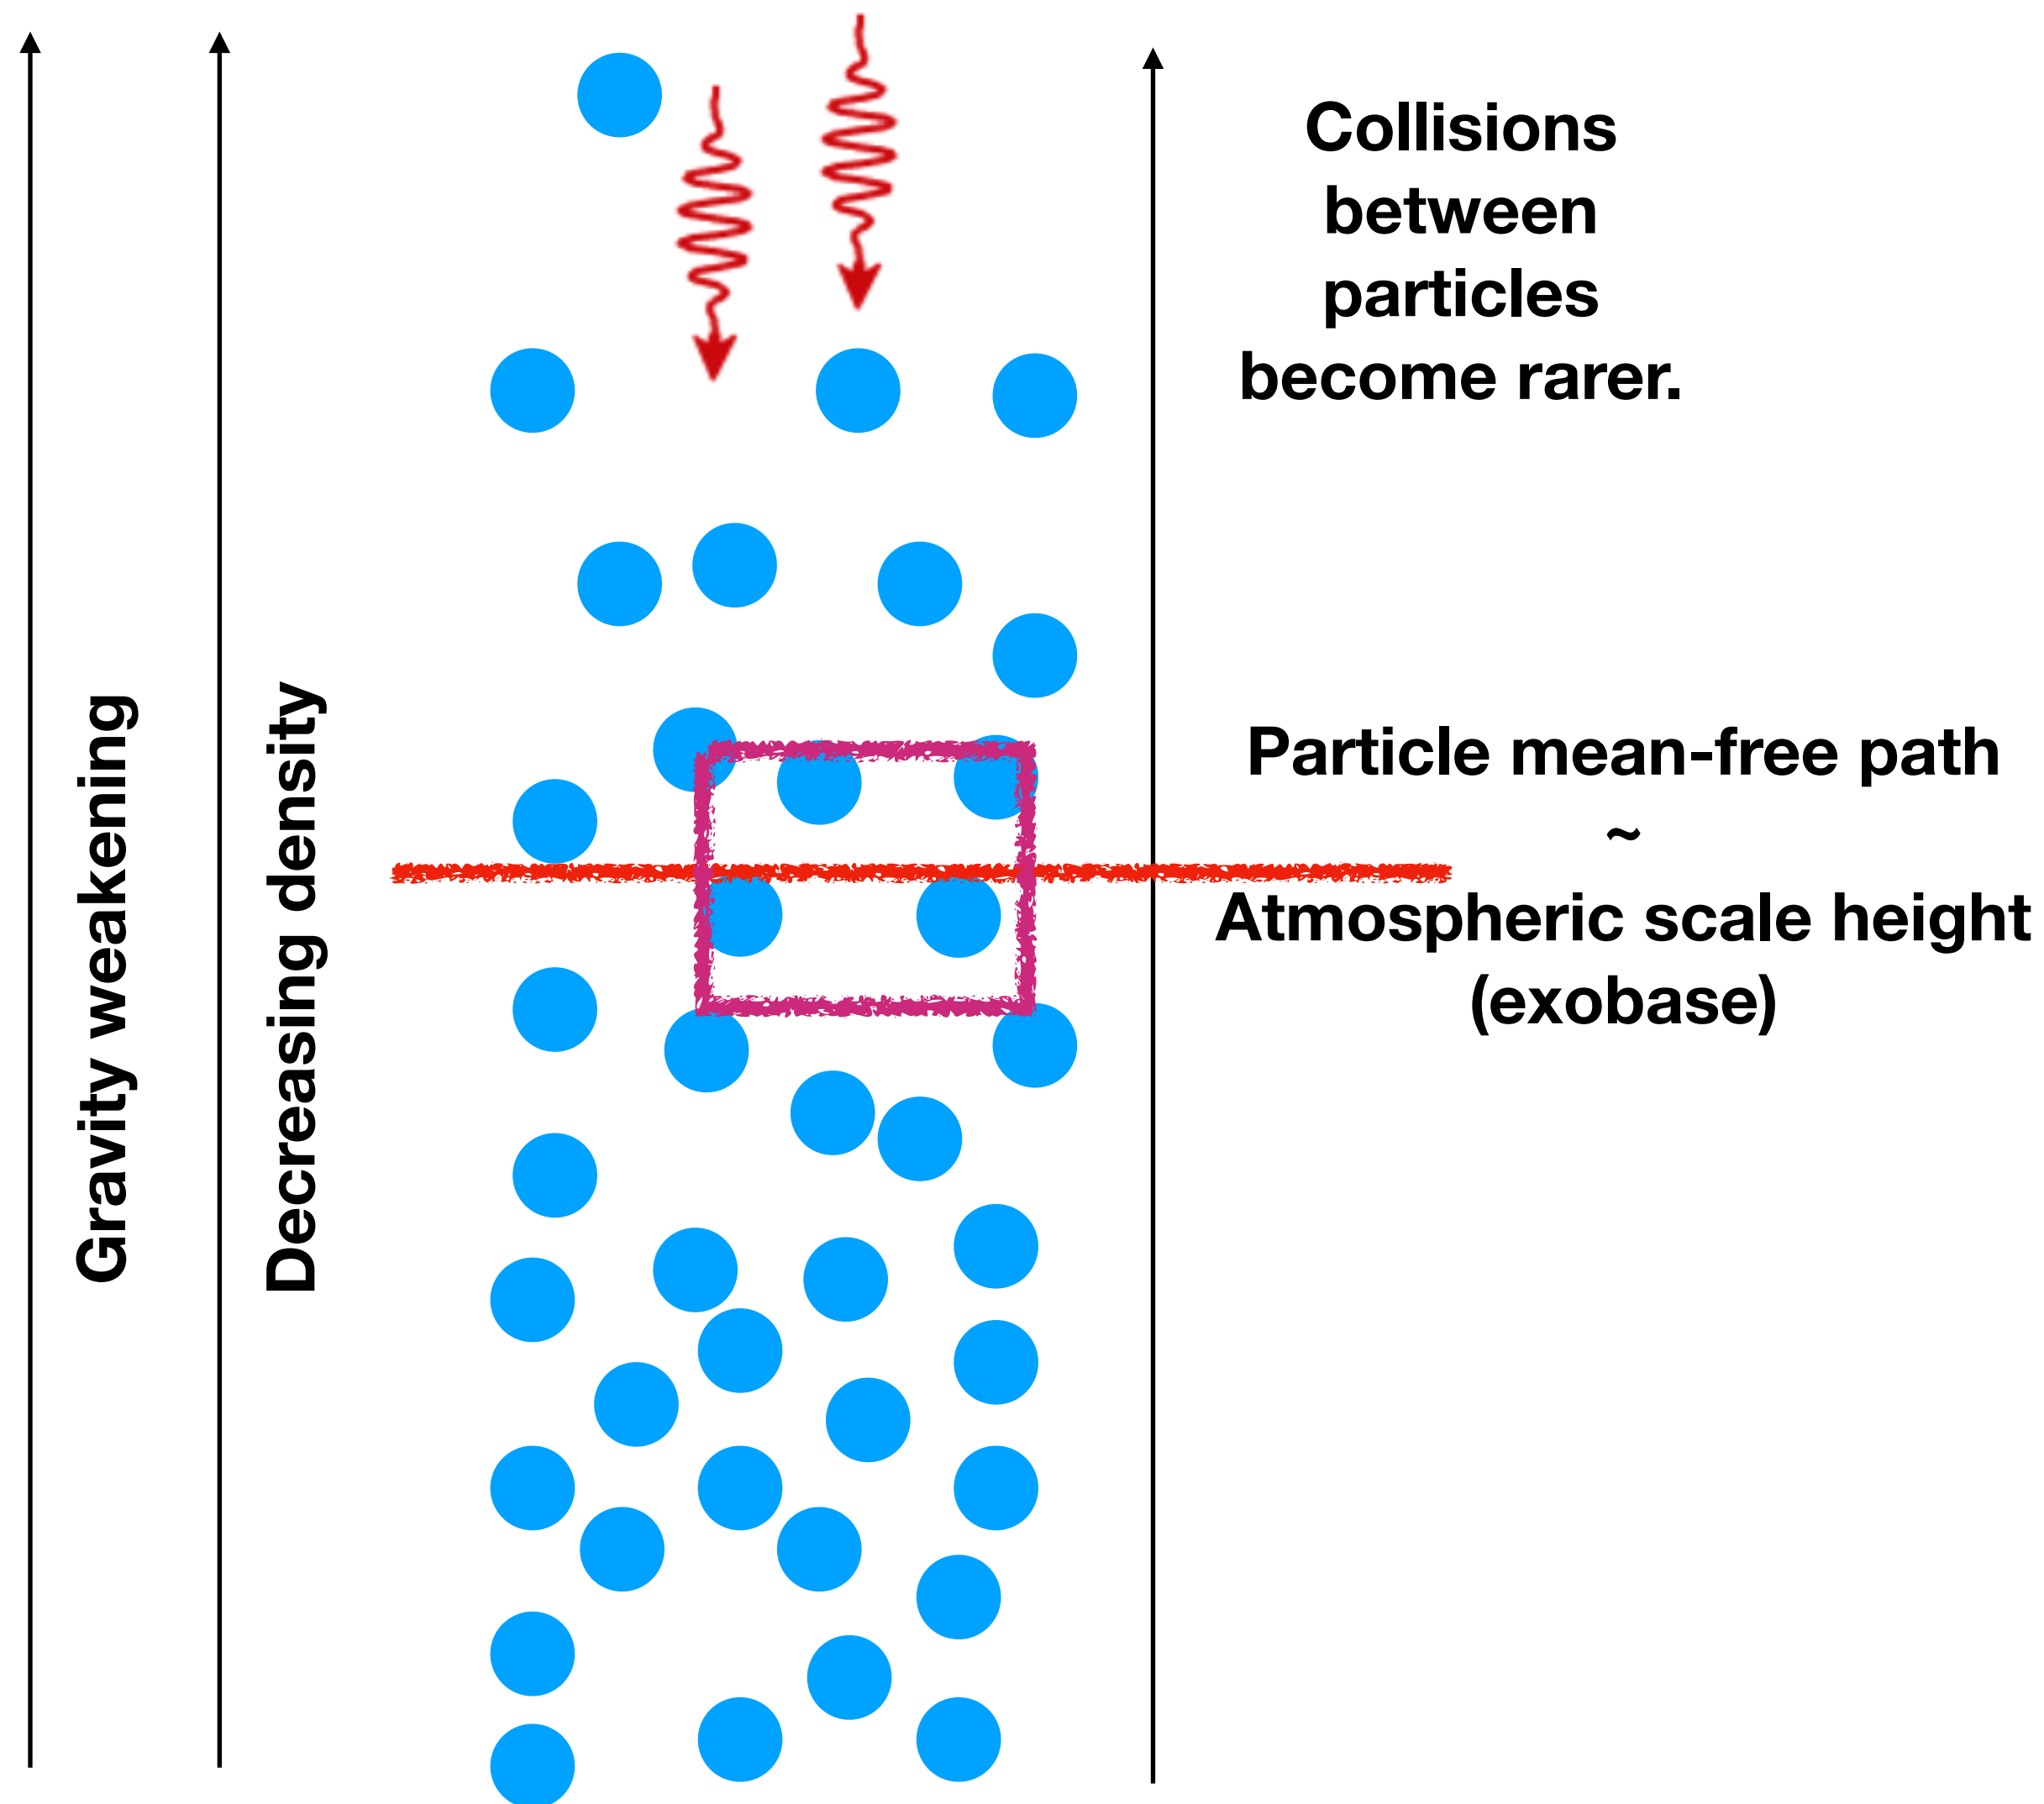 Gravity weakening
Decreasing density
Collisions
between
particles
become rarer.
Particle mean-free path
~
Atmospheric scale height
(exobase)